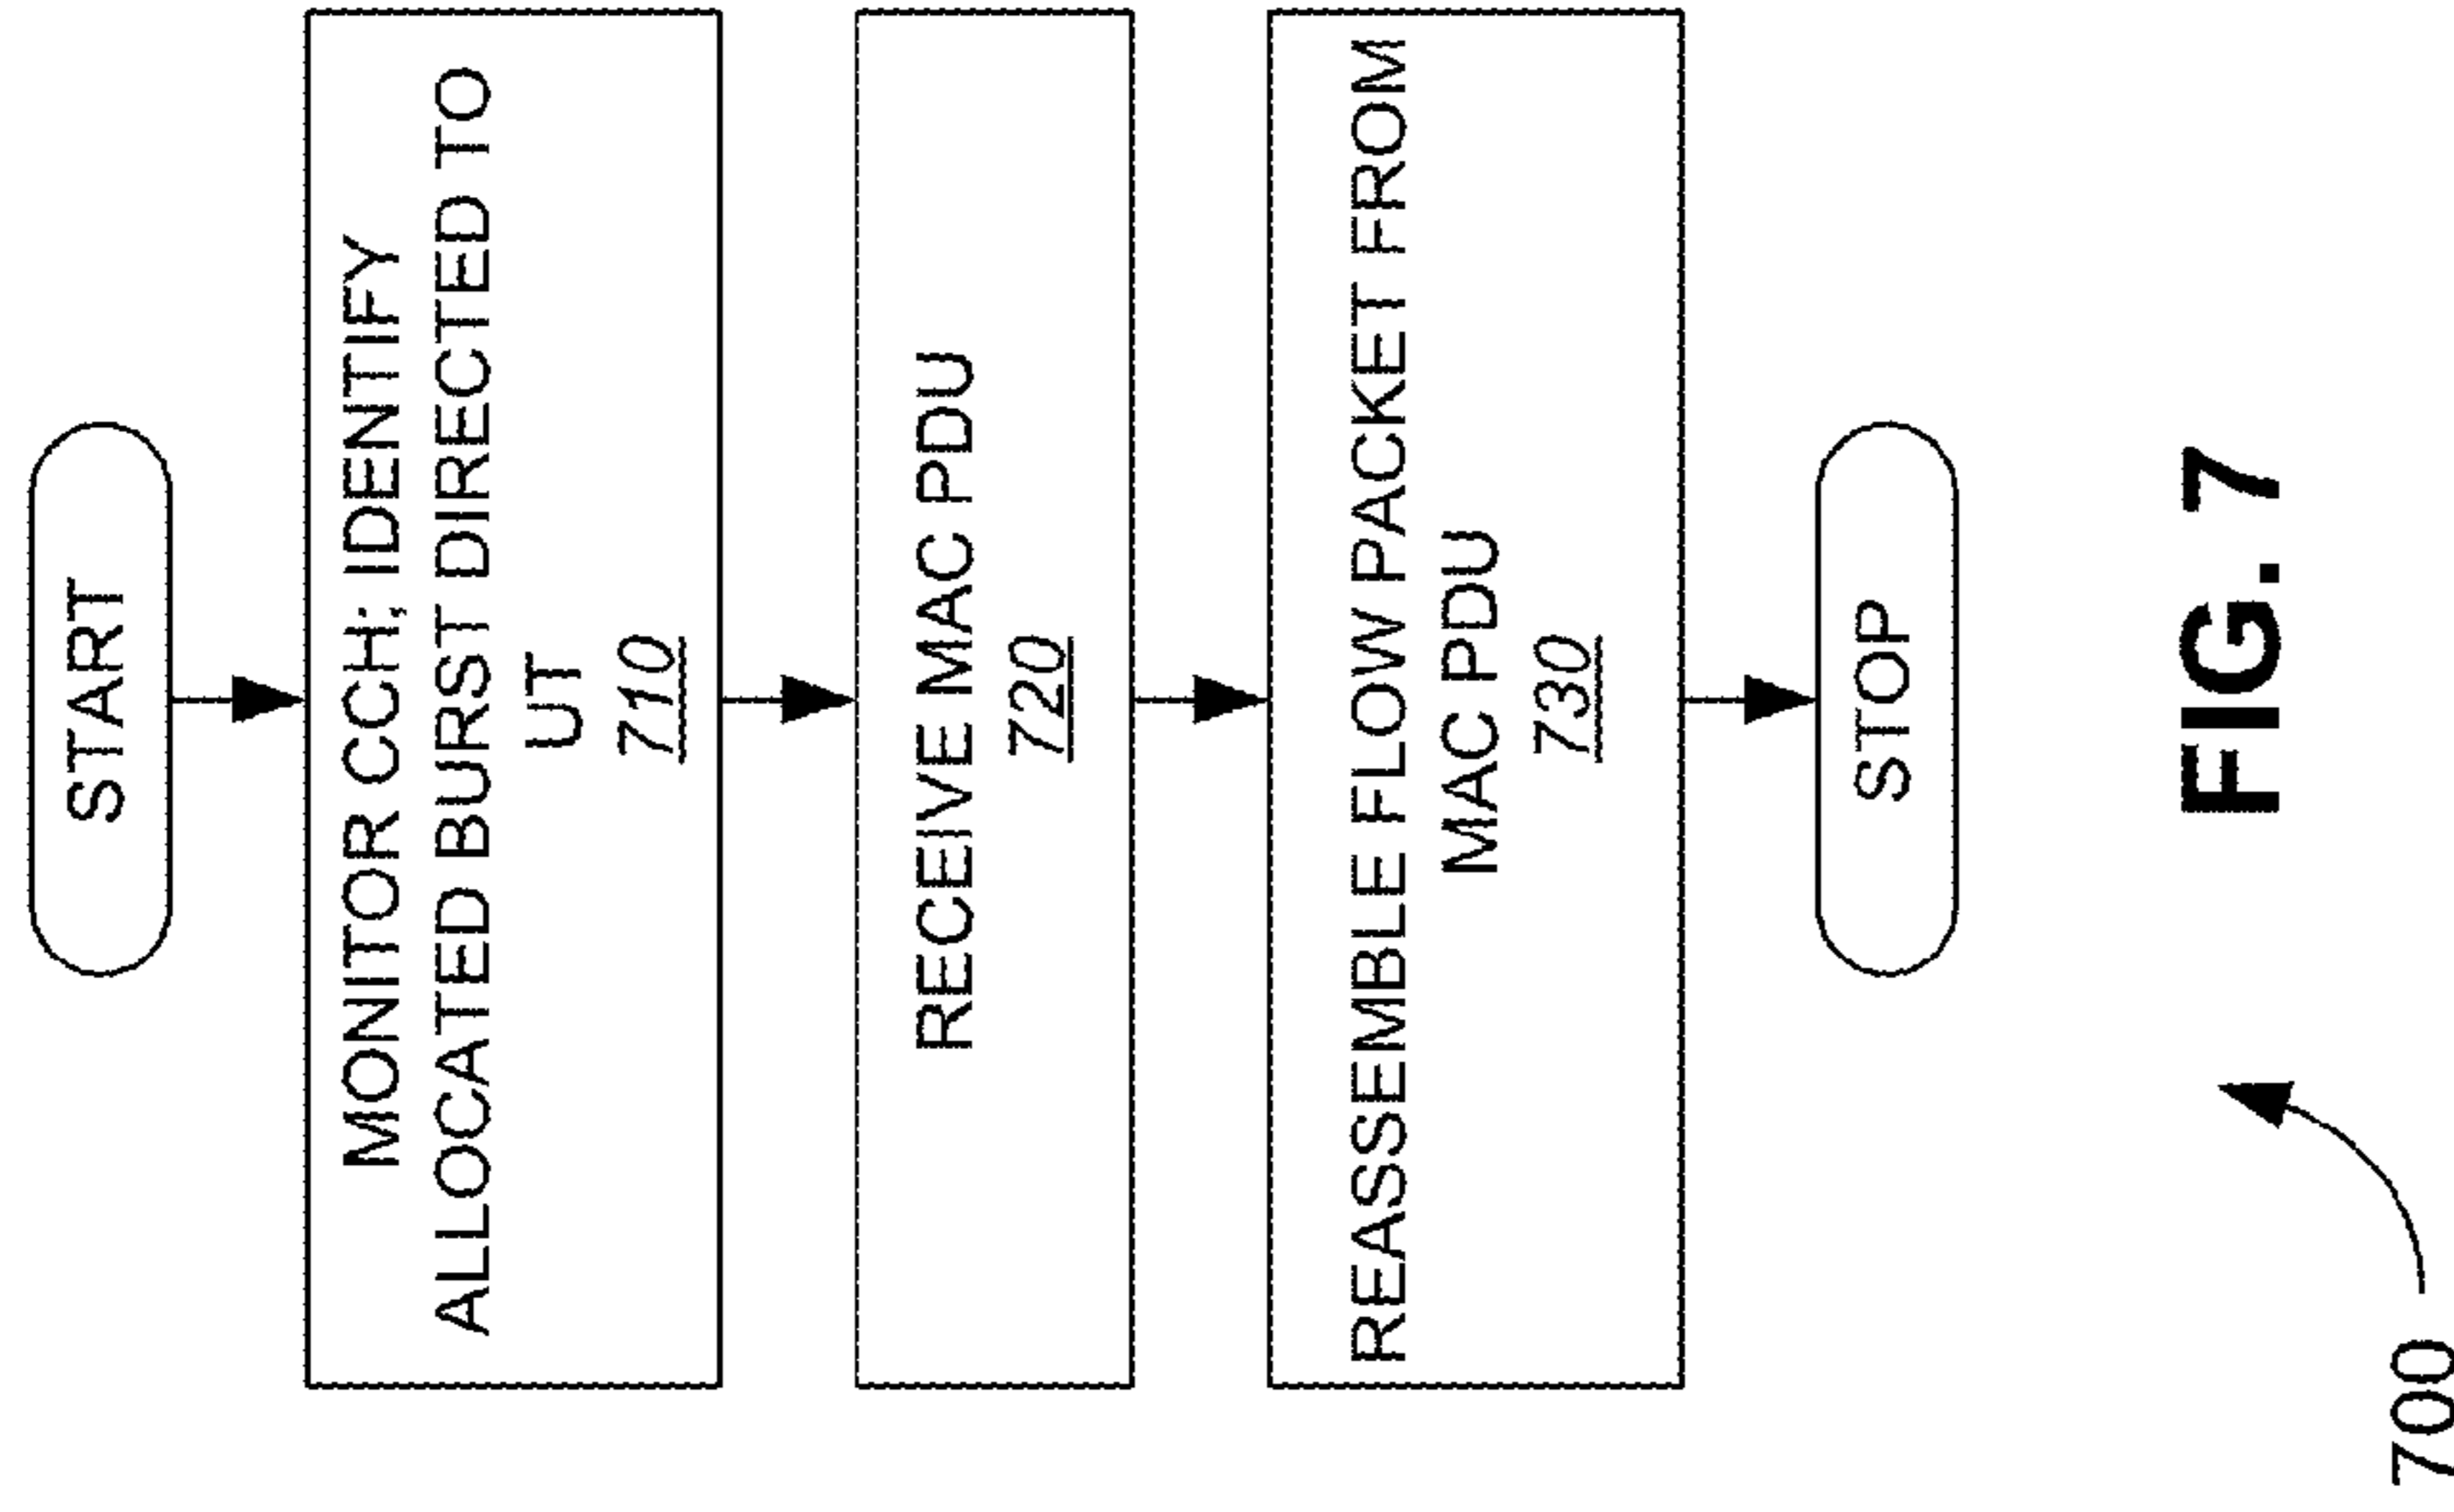 START
MONITOR CCH; IDENTIFY
ALLOCATED BURST DIRECTED TO
UT
710
RECEIVE MAC PDU
720
REASSEMBLE FLOW PACKET FROM
MAC PDU
730
STOP
700
FIG. 7